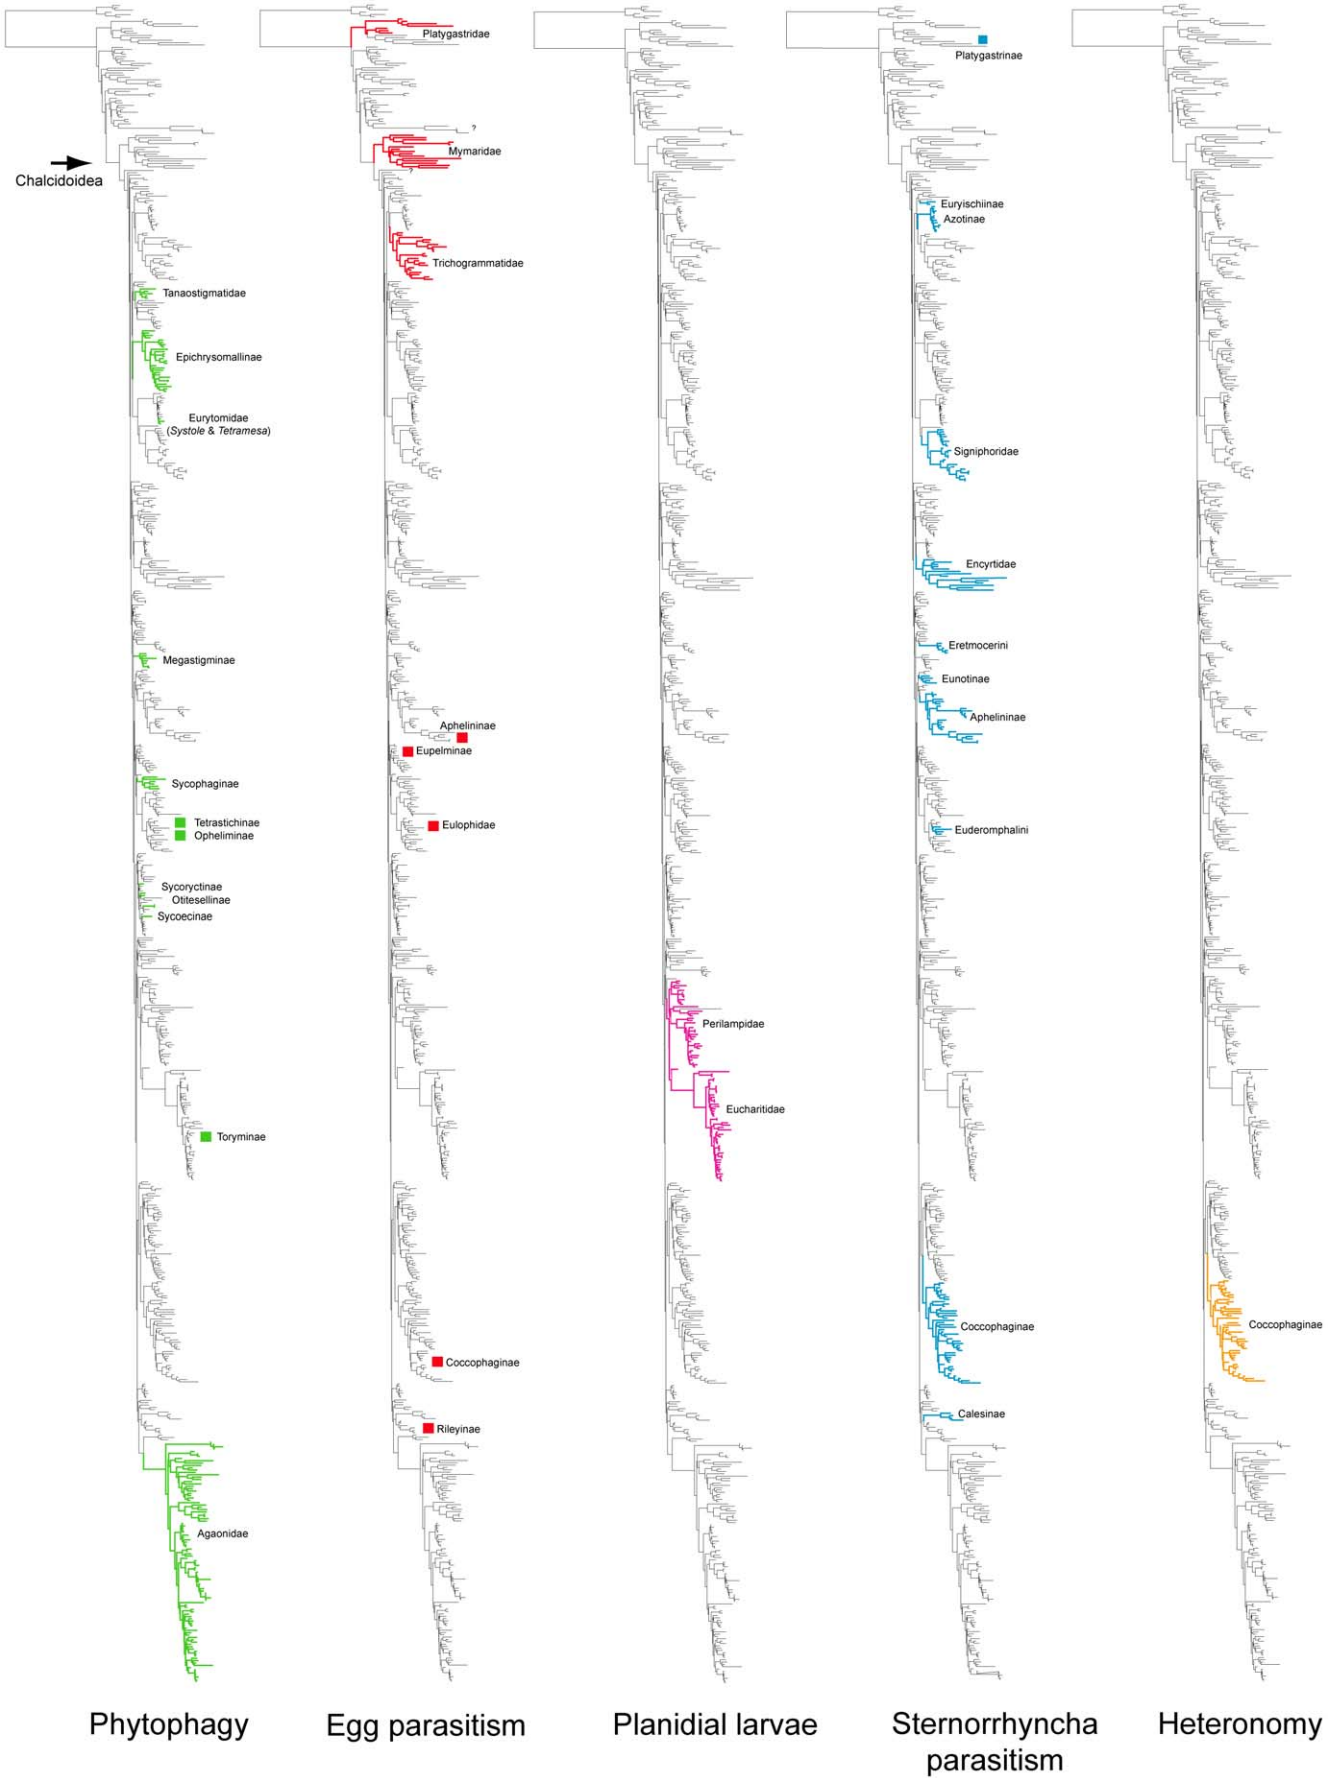 Chalcidoidea
Tanaostigmatidae
Epichrysomallinae
Eurytomidae
(Systole & Tetramesa)
Megastigminae
Sycophaginae
Tetrastichinae
Opheliminae
Sycoryctinae
Otitesellinae
Sycoecinae
Toryminae
Agaonidae
Phytophagy
Platygastridae
?
Mymaridae
?
Trichogrammatidae
Aphelininae
Eupelminae
Eulophidae
Coccophaginae
Rileyinae
Egg parasitism
Perilampidae
Eucharitidae
Planidial larvae
Platygastrinae
Euryischiinae
Azotinae
Signiphoridae
Encyrtidae
Eretmocerini
Eunotinae
Aphelininae
Euderomphalini
Coccophaginae
Calesinae
Sternorrhyncha
parasitism
Coccophaginae
Heteronomy